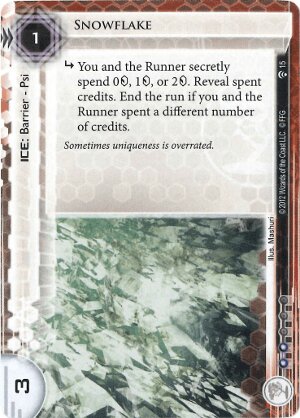 SNOWFLAKE
1
↳ You and the Runner secretly
spend 0, 1, or 2. Reveal spent
credits. End the run if you and the
Runner spent a different number
of credits.
Sometimes uniqueness is overrated.
ICE: Barrier - Psi
3
Illus. Mashuri
© 2012 Wizards of the Coast LLC. © FFG
15